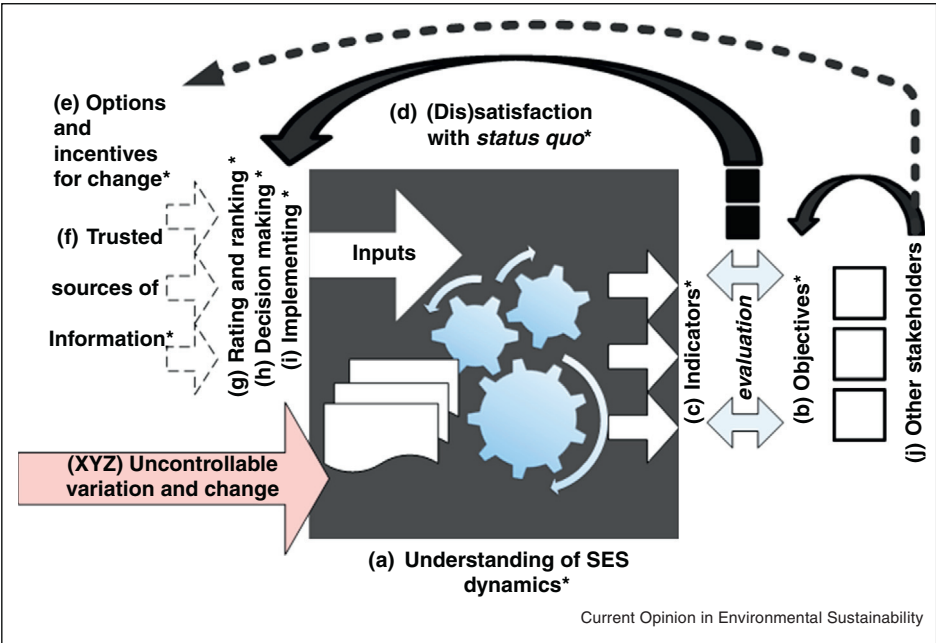 (e) Options
and
incentives
for change*
(d) (Dis)satisfaction
with status quo*
(f) Trusted
sources of
Information*
(g) Rating and ranking *
(h) Decision making *
(i) Implementing *
Inputs
(c) Indicators*
evaluation
(b) Objectives*
(j) Other stakeholders
(XYZ) Uncontrollable
variation and change
(a) Understanding of SES
dynamics*
Current Opinion in Environmental Sustainability